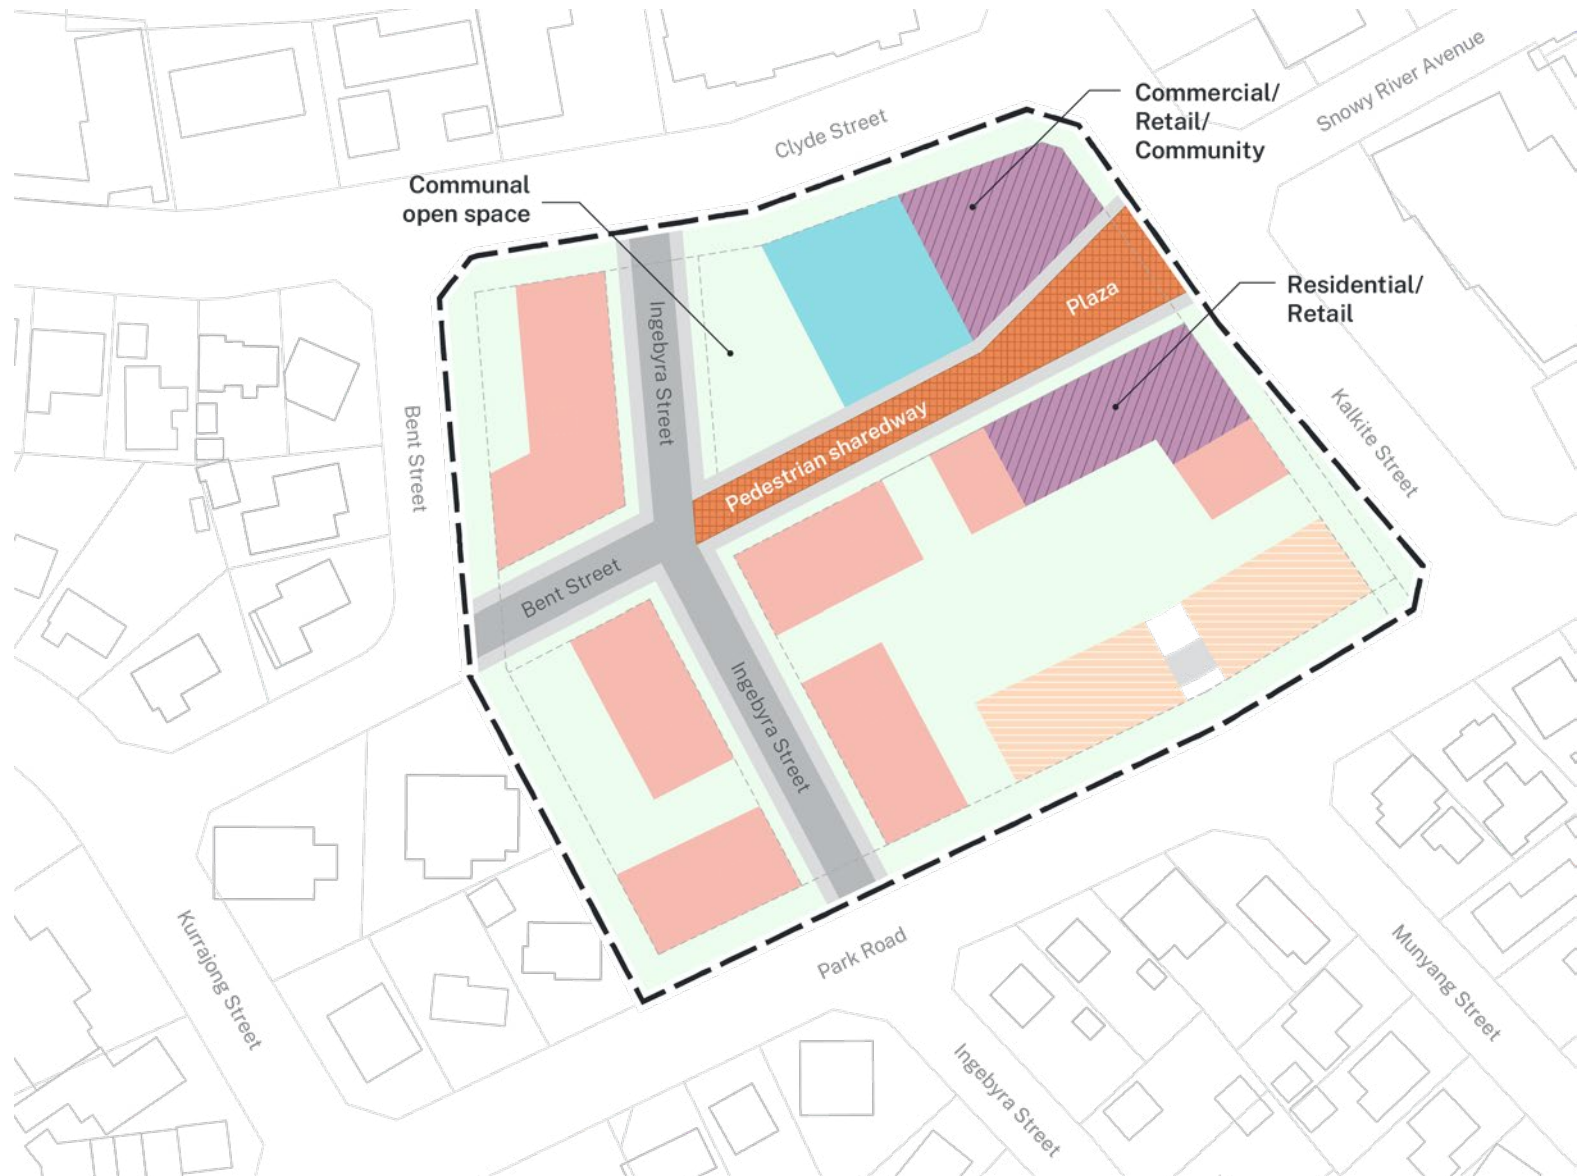 Snowy River Avenue
Commercial/
Retail/
Community
Clyde Street
Communal
open space
Residential/
Retail
Plaza
Ingebyra Street
Kalkite Street
Bent Street
Pedestrian sharedway
Bent Street
Ingebyra Street
Kurrajong Street
Park Road
Munyang Street
Ingebyra Street